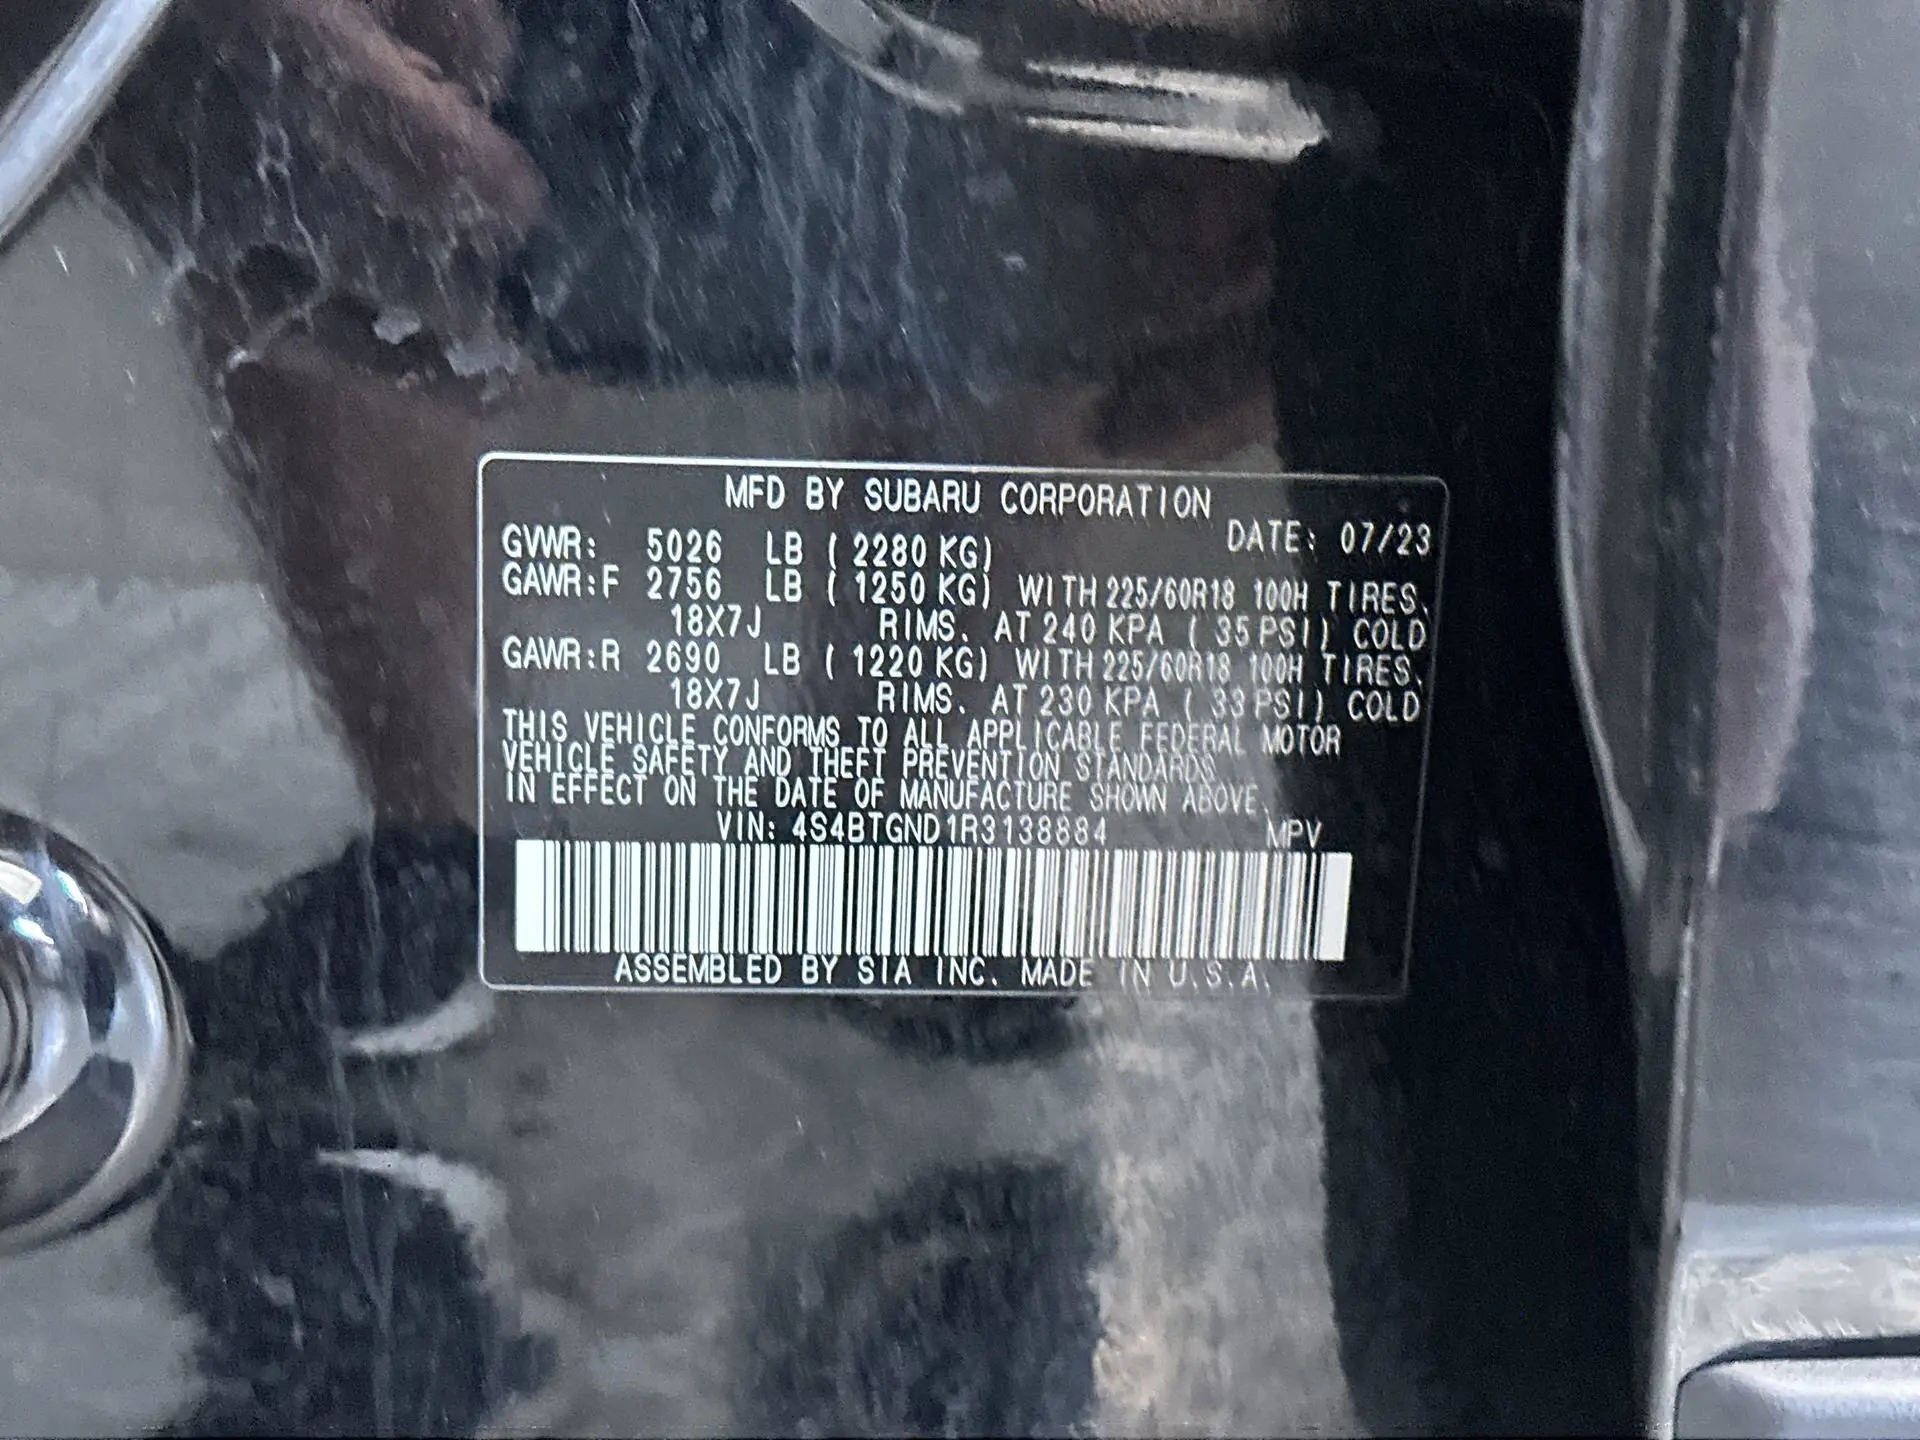 MFD BY SUBARU CORPORATION
DATE: 07/23
GVWR: 5026 LB ( 2280 KG)
GAWR:F 2756 LB ( 1250 KG) WITH 225/60R18 100H TIRES,
18X7J RIMS. AT 240 KPA ( 35 PSI) COLD
GAWR:R 2690 LB ( 1220 KG) WITH 225/60R18 100H TIRES,
18X7J RIMS. AT 230 KPA ( 33 PSI) COLD
THIS VEHICLE CONFORMS TO ALL APPLICABLE FEDERAL MOTOR
VEHICLE SAFETY AND THEFT PREVENTION STANDARDS
IN EFFECT ON THE DATE OF MANUFACTURE SHOWN ABOVE.
VIN: 4S4BTGND1R3138884 MPV
ASSEMBLED BY SIA INC. MADE IN U.S.A.